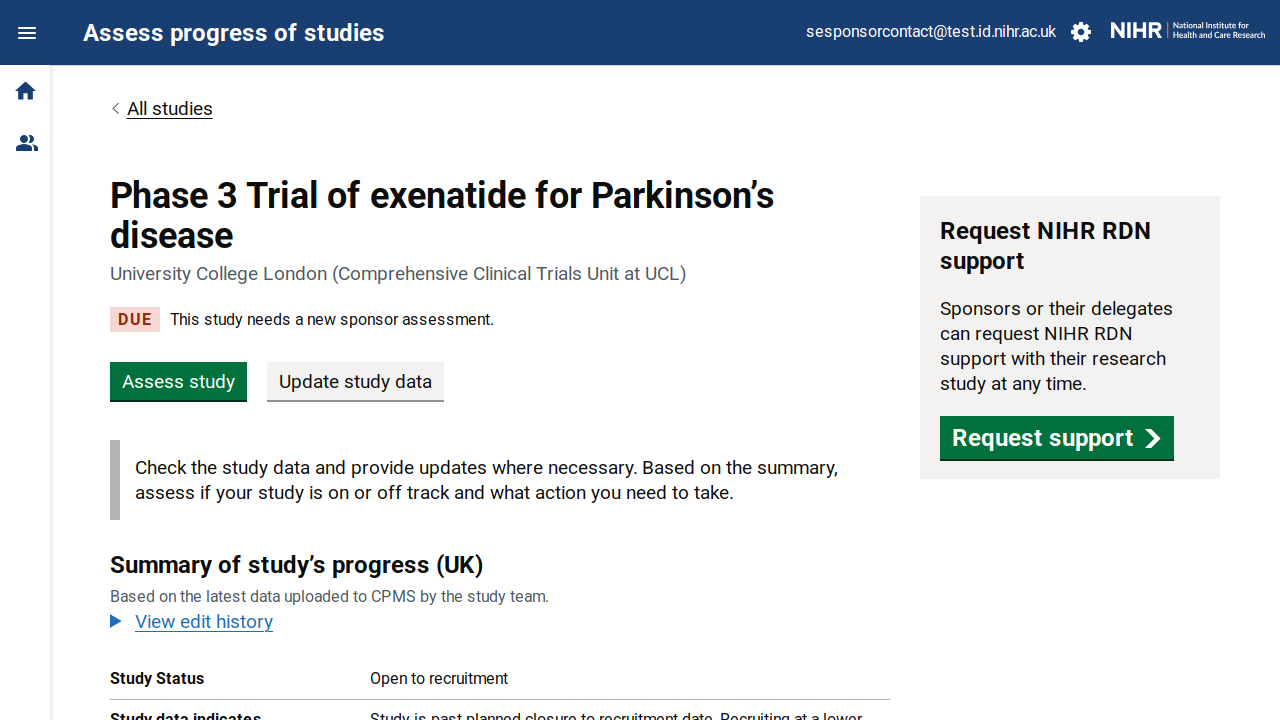 Assess progress of studies
sesponsorcontact@test.id.nihr.ac.uk
NIHR | National Institute for
Health and Care Research
All studies
Phase 3 Trial of exenatide for Parkinson’s
disease
University College London (Comprehensive Clinical Trials Unit at UCL)
DUE This study needs a new sponsor assessment.
Assess study
Update study data
Check the study data and provide updates where necessary. Based on the summary,
assess if your study is on or off track and what action you need to take.
Summary of study’s progress (UK)
Based on the latest data uploaded to CPMS by the study team.
View edit history
Study Status Open to recruitment
Study data indicates Study is past planned closure to recruitment date, Recruiting at a lower
Request NIHR RDN
support
Sponsors or their delegates
can request NIHR RDN
support with their research
study at any time.
Request support